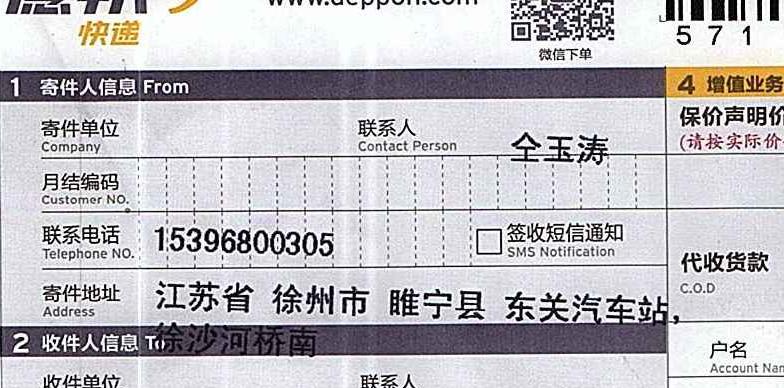 www.deppon.com
快递
微信下单
5 7 1
1 寄件人信息 From
4 增值业务
寄件单位
Company
联系人
Contact Person
仝玉涛
保价声明价
(请按实际价
月结编码
Customer NO.
联系电话
Telephone NO.
15396800305
签收短信通知
SMS Notification
代收货款
C.O.D
寄件地址
Address
江苏省 徐州市 睢宁县 东关汽车站,
徐沙河桥南
2 收件人信息 To
户名
Account Na
收件单位
联系人